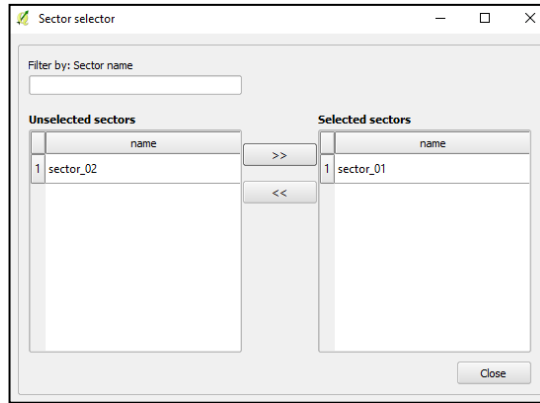 Sector selector
Filter by: Sector name
Unselected sectors
name
1 sector_02
>>
<<
Selected sectors
name
1 sector_01
Close